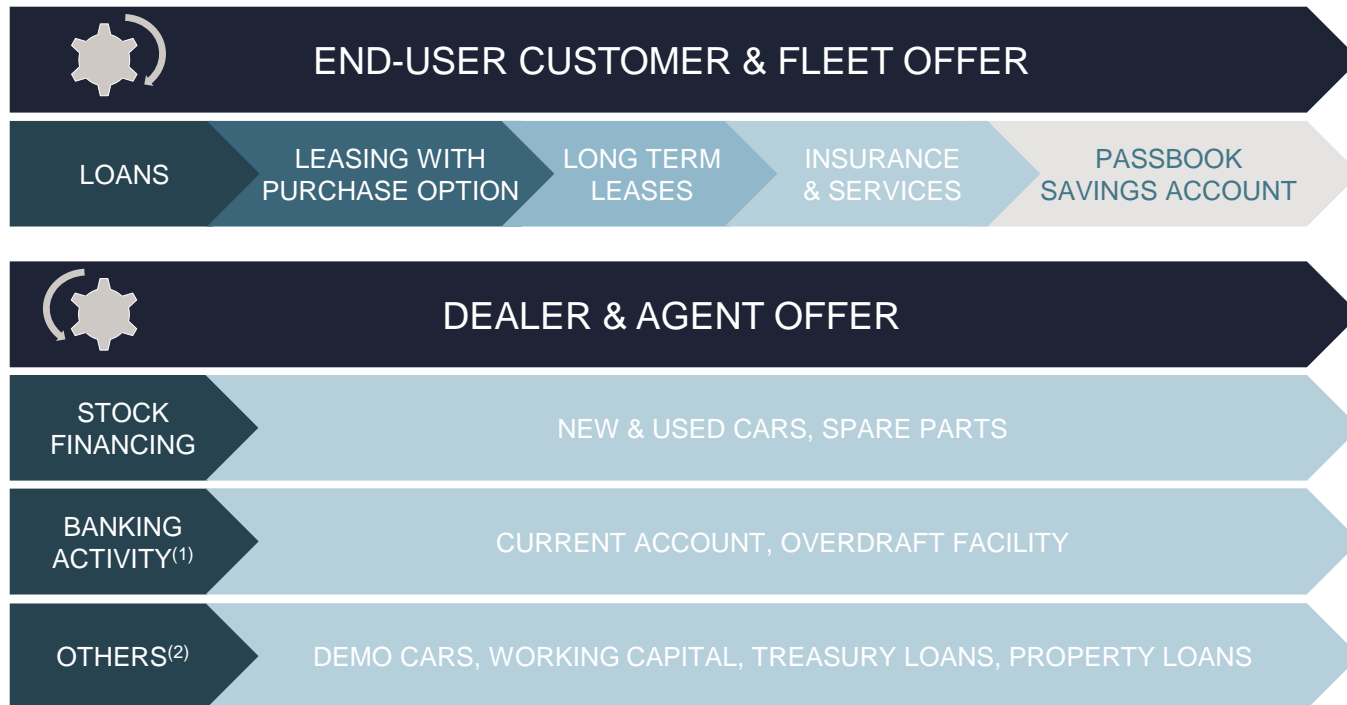 END-USER CUSTOMER & FLEET OFFER
LOANS
LEASING WITH
PURCHASE OPTION
LONG TERM
LEASES
INSURANCE
& SERVICES
PASSBOOK
SAVINGS ACCOUNT
DEALER & AGENT OFFER
STOCK
FINANCING
NEW & USED CARS, SPARE PARTS
BANKING
ACTIVITY(1)
CURRENT ACCOUNT, OVERDRAFT FACILITY
OTHERS(2)
DEMO CARS, WORKING CAPITAL, TREASURY LOANS, PROPERTY LOANS